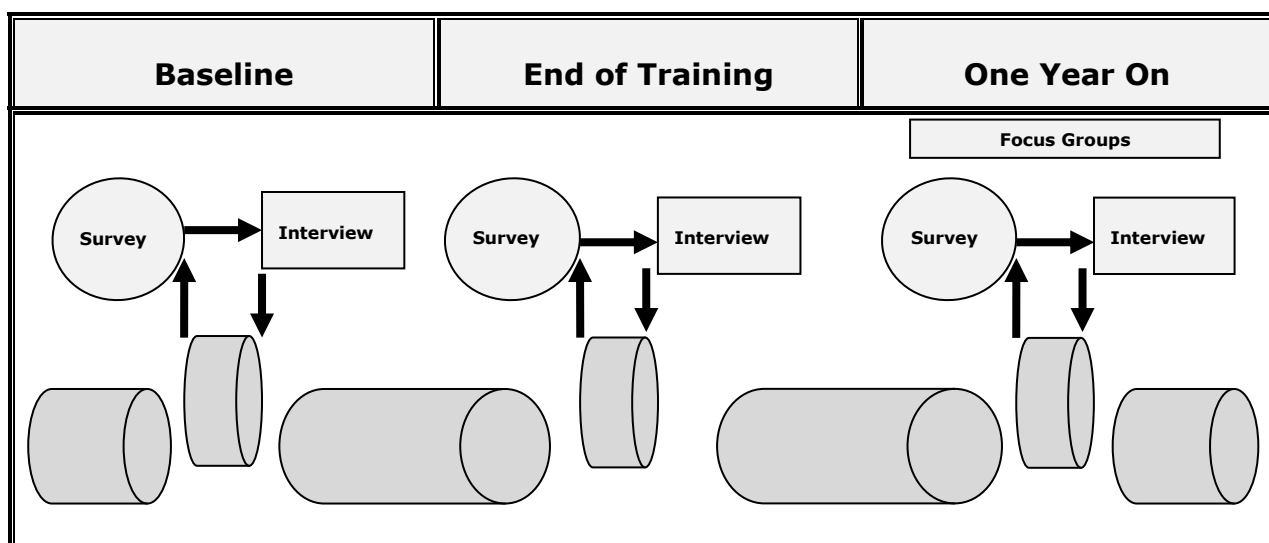 Baseline
End of Training
One Year On
Focus Groups
Survey
Interview
Survey
Interview
Survey
Interview